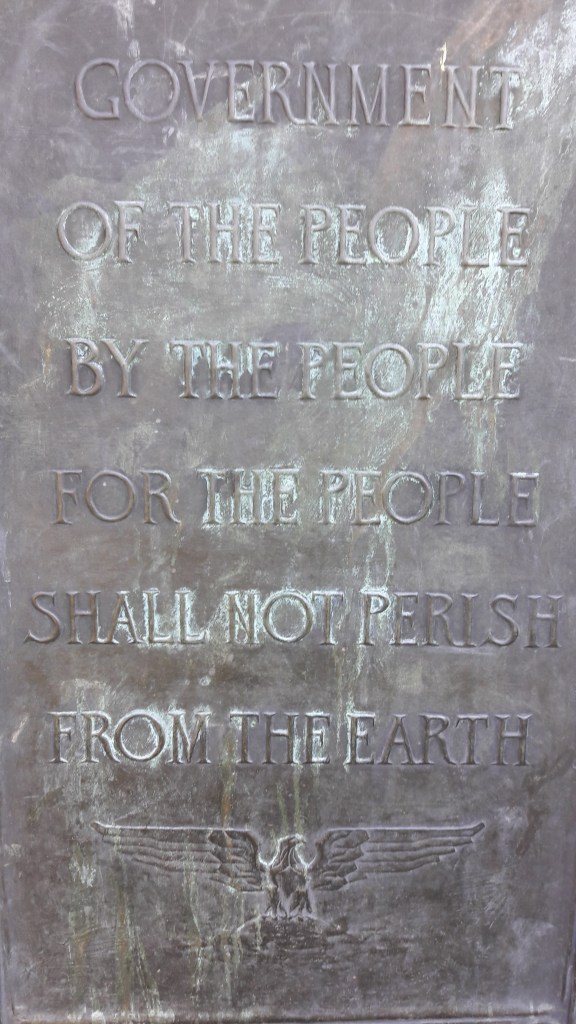 GOVERNMENT
OF THE PEOPLE
BY THE PEOPLE
FOR THE PEOPLE
SHALL NOT PERISH
FROM THE EARTH